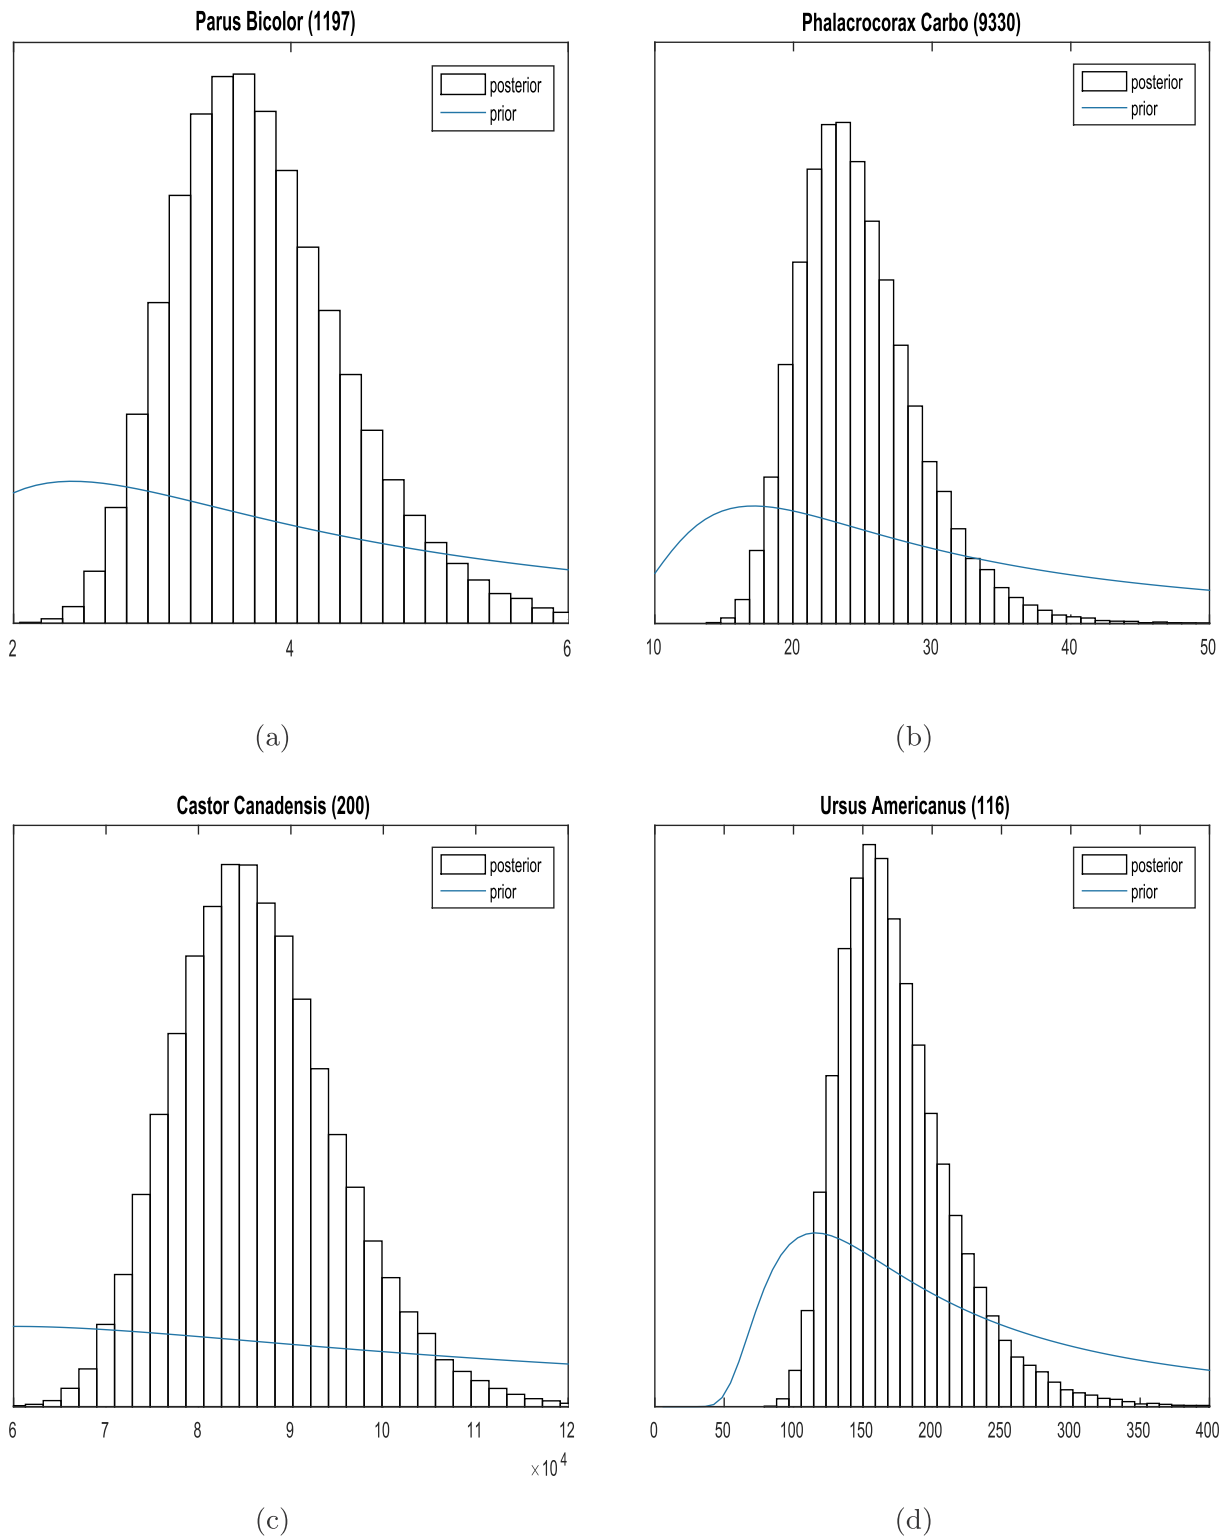 Parus Bicolor (1197)
posterior
prior
2 4 6
(a)
Phalacrocorax Carbo (9330)
posterior
prior
10 20 30 40 50
(b)
Castor Canadensis (200)
posterior
prior
6 7 8 9 10 11 12
×10^4
(c)
Ursus Americanus (116)
posterior
prior
0 50 100 150 200 250 300 350 400
(d)